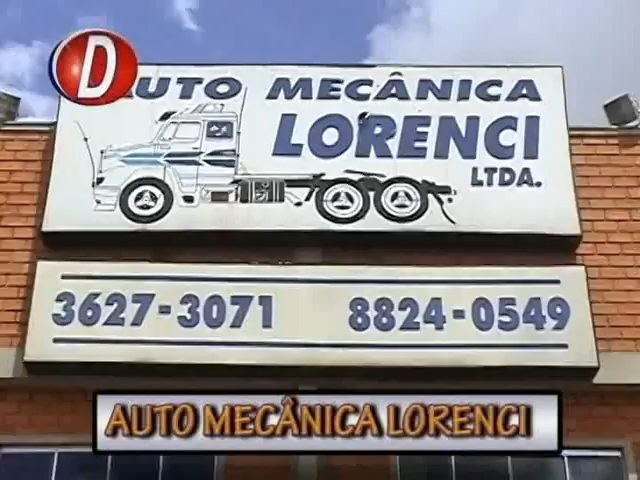 D
AUTO MECÂNICA
LORENCI
LTDA.
3627-3071 8824-0549
AUTO MECÂNICA LORENCI